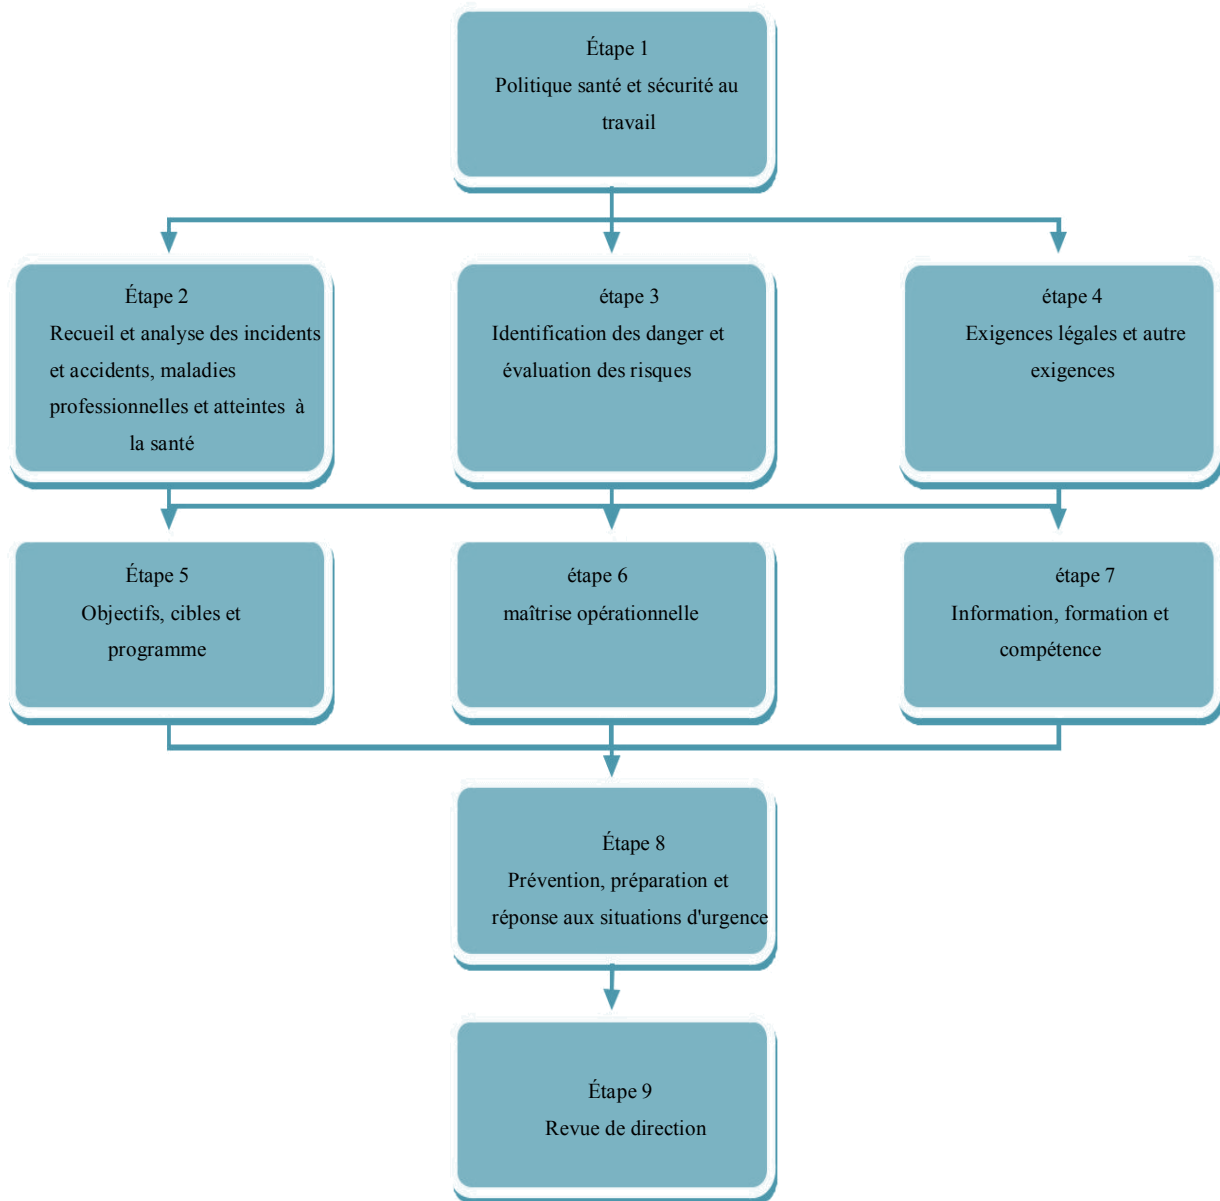 Étape 1
Politique santé et sécurité au
travail
Étape 2
Recueil et analyse des incidents
et accidents, maladies
professionnelles et atteintes à
la santé
étape 3
Identification des danger et
évaluation des risques
étape 4
Exigences légales et autre
exigences
Étape 5
Objectifs, cibles et
programme
étape 6
maîtrise opérationnelle
étape 7
Information, formation et
compétence
Étape 8
Prévention, préparation et
réponse aux situations d'urgence
Étape 9
Revue de direction